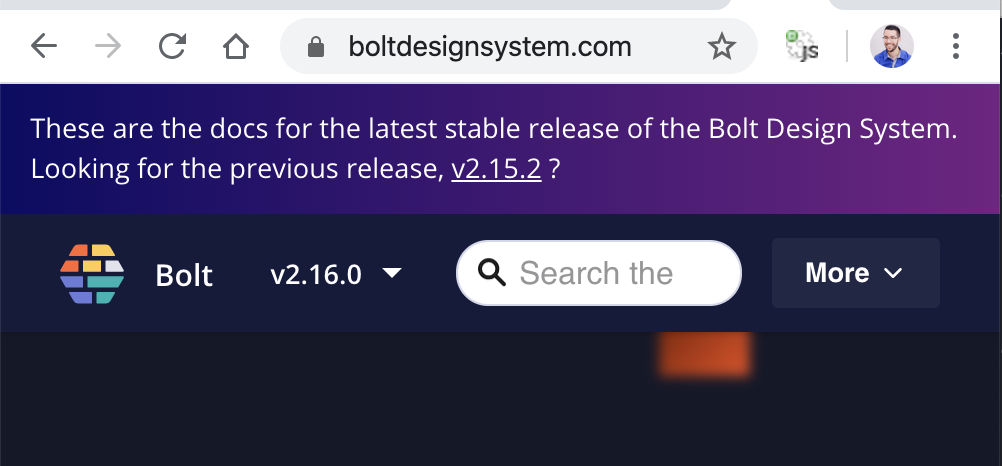 boltdesignsystem.com
js
These are the docs for the latest stable release of the Bolt Design System.
Looking for the previous release, v2.15.2 ?
Bolt v2.16.0 Search the More